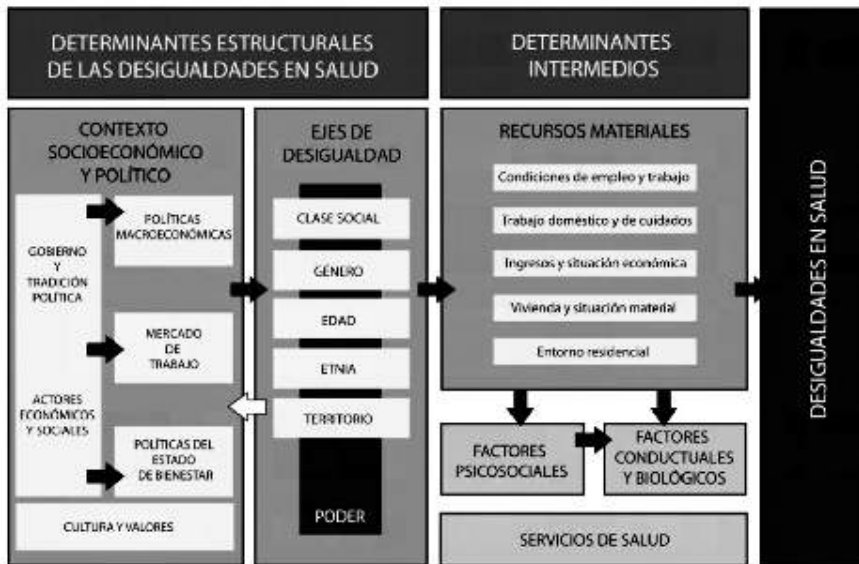 DETERMINANTES ESTRUCTURALES
DE LAS DESIGUALDADES EN SALUD
DETERMINANTES
INTERMEDIOS
CONTEXTO
SOCIOECONÓMICO
Y POLÍTICO
GOBIERNO
Y
TRADICIÓN
POLÍTICA
ACTORES
ECONÓMICOS
Y SOCIALES
POLÍTICAS
MACROECONÓMICAS
MERCADO
DE
TRABAJO
POLÍTICAS DEL
ESTADO
DE BIENESTAR
CULTURA Y VALORES
EJES DE
DESIGUALDAD
CLASE SOCIAL
GÉNERO
EDAD
ETNIA
TERRITORIO
PODER
RECURSOS MATERIALES
Condiciones de empleo y trabajo
Trabajo doméstico y de cuidados
Ingresos y situación económica
Vivienda y situación material
Entorno residencial
FACTORES
PSICOSOCIALES
FACTORES
CONDUCTUALES
Y BIOLÓGICOS
SERVICIOS DE SALUD
DESIGUALDADES EN SALUD